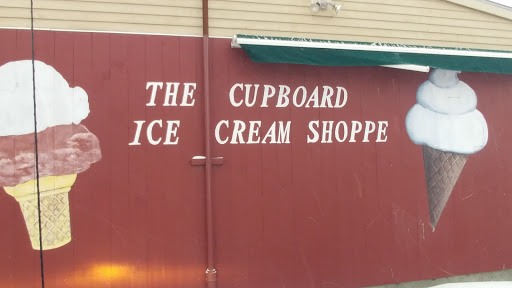 THE CUPBOARD
ICE CREAM SHOPPE